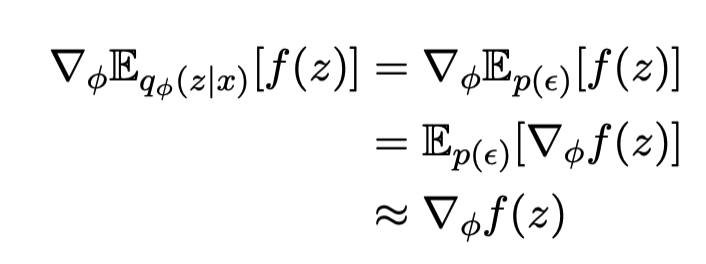 ∇_ϕ 𝔼_{q_ϕ(z|x)}[f(z)] = ∇_ϕ 𝔼_{p(ϵ)}[f(z)]
= 𝔼_{p(ϵ)}[∇_ϕ f(z)]
≈ ∇_ϕ f(z)